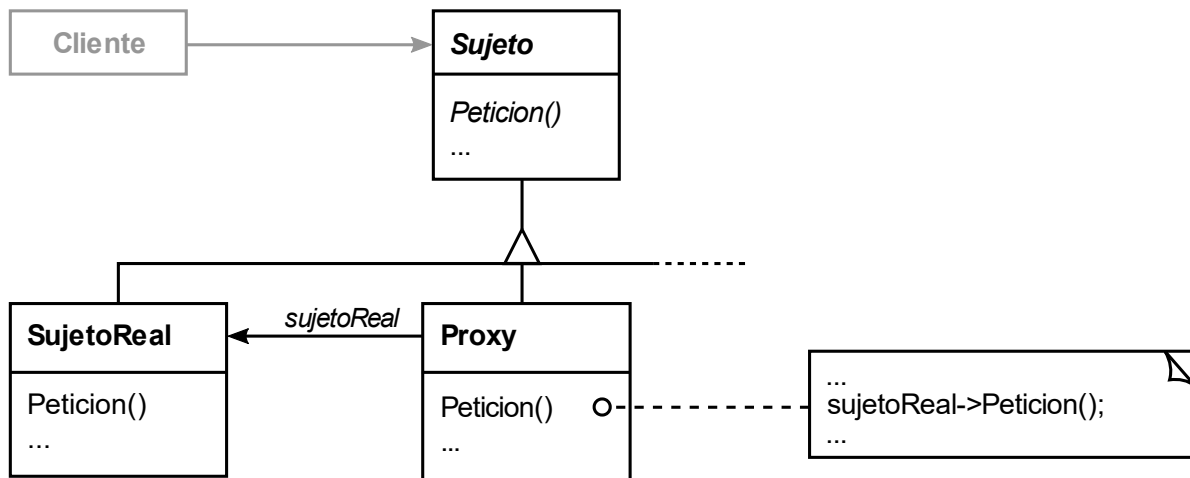 Cliente
Sujeto
Peticion()
...
SujetoReal
Peticion()
...
sujetoReal
Proxy
Peticion()
...
...
sujetoReal->Peticion();
...